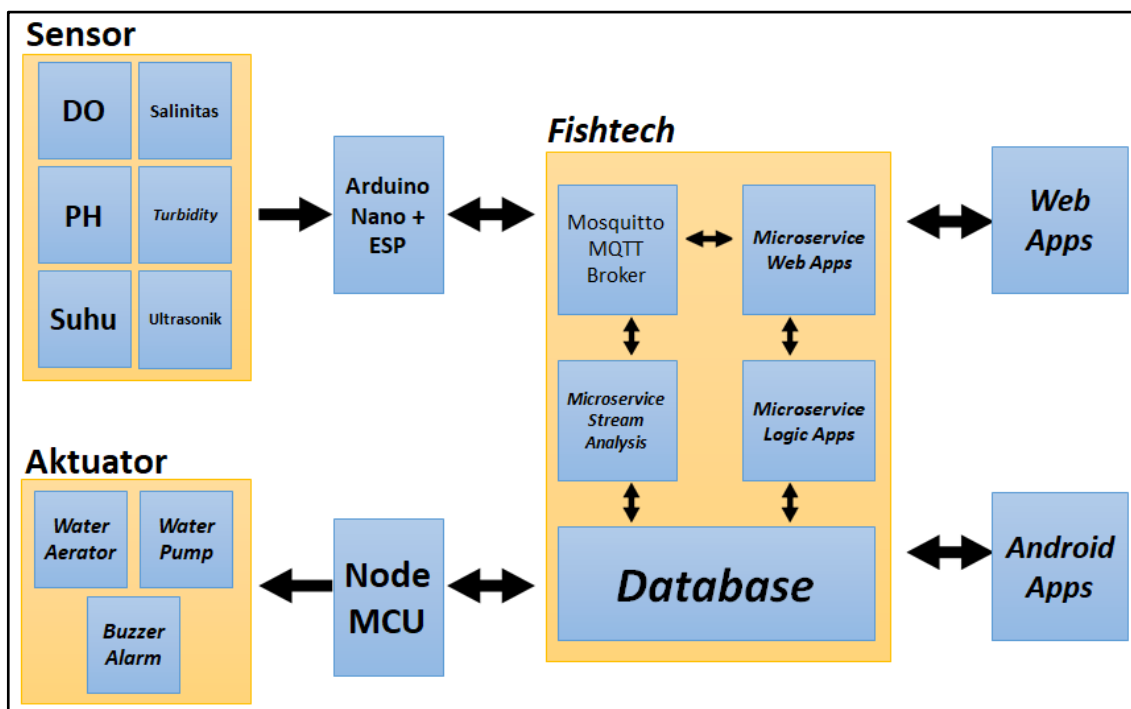 Sensor
DO
Salinitas
PH
Turbidity
Suhu
Ultrasonik
Arduino
Nano +
ESP
Fishtech
Mosquitto
MQTT
Broker
Microservice
Web Apps
Microservice
Stream
Analysis
Microservice
Logic Apps
Database
Web
Apps
Aktuator
Water
Aerator
Water
Pump
Buzzer
Alarm
Node
MCU
Android
Apps